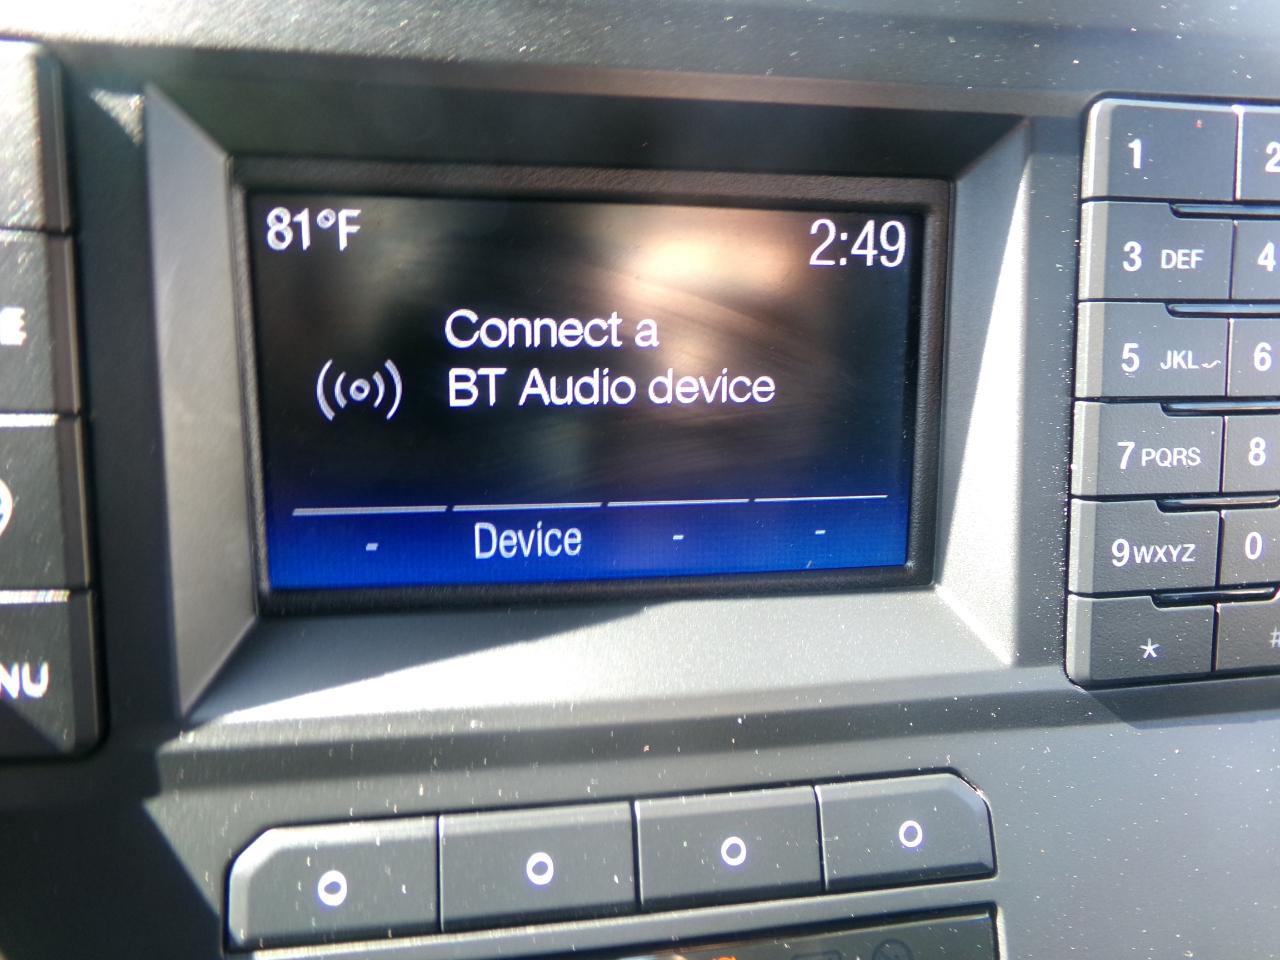 81°F
2:49
Connect a
BT Audio device
- Device - -
1
2
3 DEF
4
5 JKL
6
7 PQRS
8
9 WXYZ
0
*
#
E
NU